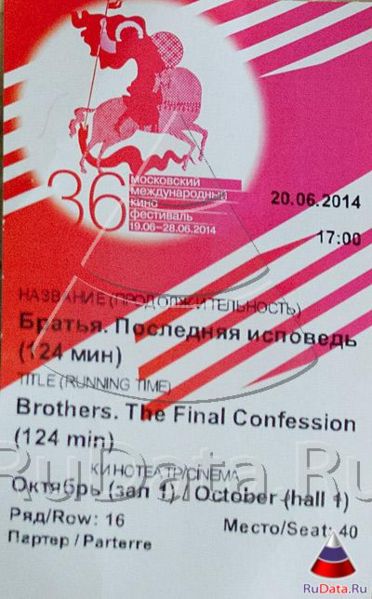 36
МОСКОВСКИЙ
МЕЖДУНАРОДНЫЙ
КИНО
ФЕСТИВАЛЬ
19.06—28.06/2014
20.06.2014
17:00
НАЗВАНИЕ (ПРОДОЛЖИТЕЛЬНОСТЬ)
Братья. Последняя исповедь
(124 мин)
TITLE (RUNNING TIME)
Brothers. The Final Confession
(124 min)
КИНОТЕАТР/CINEMA
Октябрь (зал 1) / October (hall 1)
Ряд/Row: 16
Место/Seat: 40
Партер / Parterre
RuData.Ru
RuData.Ru